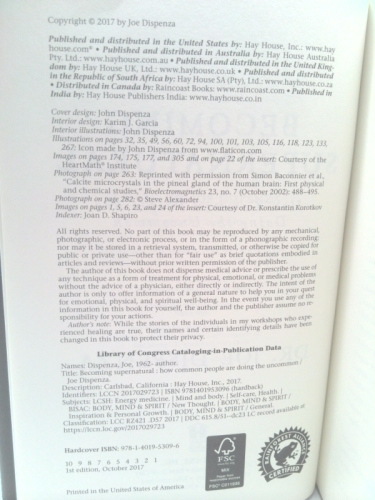 Copyright © 2017 by Joe Dispenza
Published and distributed in the United States by: Hay House, Inc.: www.hay
house.com® • Published and distributed in Australia by: Hay House Australia
Pty. Ltd.: www.hayhouse.com.au • Published and distributed in the United King-
dom by: Hay House UK, Ltd.: www.hayhouse.co.uk • Published and distributed
in the Republic of South Africa by: Hay House SA (Pty), Ltd.: www.hayhouse.co.za
• Distributed in Canada by: Raincoast Books: www.raincoast.com • Published in
India by: Hay House Publishers India: www.hayhouse.co.in
Cover design: John Dispenza
Interior design: Karim J. Garcia
Interior illustrations: John Dispenza
Illustrations on pages 32, 35, 49, 56, 60, 72, 94, 100, 101, 103, 105, 116, 118, 123, 133,
267: Icon made by John Dispenza from www.flaticon.com
Images on pages 174, 175, 177, and 305 and on page 22 of the insert: Courtesy of the
HeartMath® Institute
Photograph on page 263: Reprinted with permission from Simon Baconnier et al.,
"Calcite microcrystals in the pineal gland of the human brain: First physical
and chemical studies," Bioelectromagnetics 23, no. 7 (October 2002): 488–495.
Photograph on page 282: © Steve Alexander
Images on pages 1, 5, 6, 23, and 24 of the insert: Courtesy of Dr. Konstantin Korotkov
Indexer: Joan D. Shapiro
All rights reserved. No part of this book may be reproduced by any mechanical,
photographic, or electronic process, or in the form of a phonographic recording;
nor may it be stored in a retrieval system, transmitted, or otherwise be copied for
public or private use—other than for "fair use" as brief quotations embodied in
articles and reviews—without prior written permission of the publisher.
The author of this book does not dispense medical advice or prescribe the use of
any technique as a form of treatment for physical, emotional, or medical problems
without the advice of a physician, either directly or indirectly. The intent of the
author is only to offer information of a general nature to help you in your quest
for emotional, physical, and spiritual well-being. In the event you use any of the
information in this book for yourself, the author and the publisher assume no re-
sponsibility for your actions.
Author's note: While the stories of the individuals in my workshops who expe-
rienced healing are true, their names and certain identifying details have been
changed in this book to protect their privacy.
Library of Congress Cataloging-in-Publication Data
Names: Dispenza, Joe, 1962- author.
Title: Becoming supernatural : how common people are doing the uncommon /
Joe Dispenza.
Description: Carlsbad, California : Hay House, Inc., 2017.
Identifiers: LCCN 2017029723 | ISBN 9781401953096 (hardback)
Subjects: LCSH: Energy medicine. | Mind and body. | Self-care, Health. |
BISAC: BODY, MIND & SPIRIT / New Thought. | BODY, MIND & SPIRIT /
Inspiration & Personal Growth. | BODY, MIND & SPIRIT / General.
Classification: LCC RZ421 .D57 2017 | DDC 615.8/51--dc23 LC record available at
https://lccn.loc.gov/2017029723
Hardcover ISBN: 978-1-4019-5309-6
10 9 8 7 6 5 4 3 2 1
1st edition, October 2017
Printed in the United States of America
FSC
MIX
RAINFOREST ALLIANCE
CERTIFIED